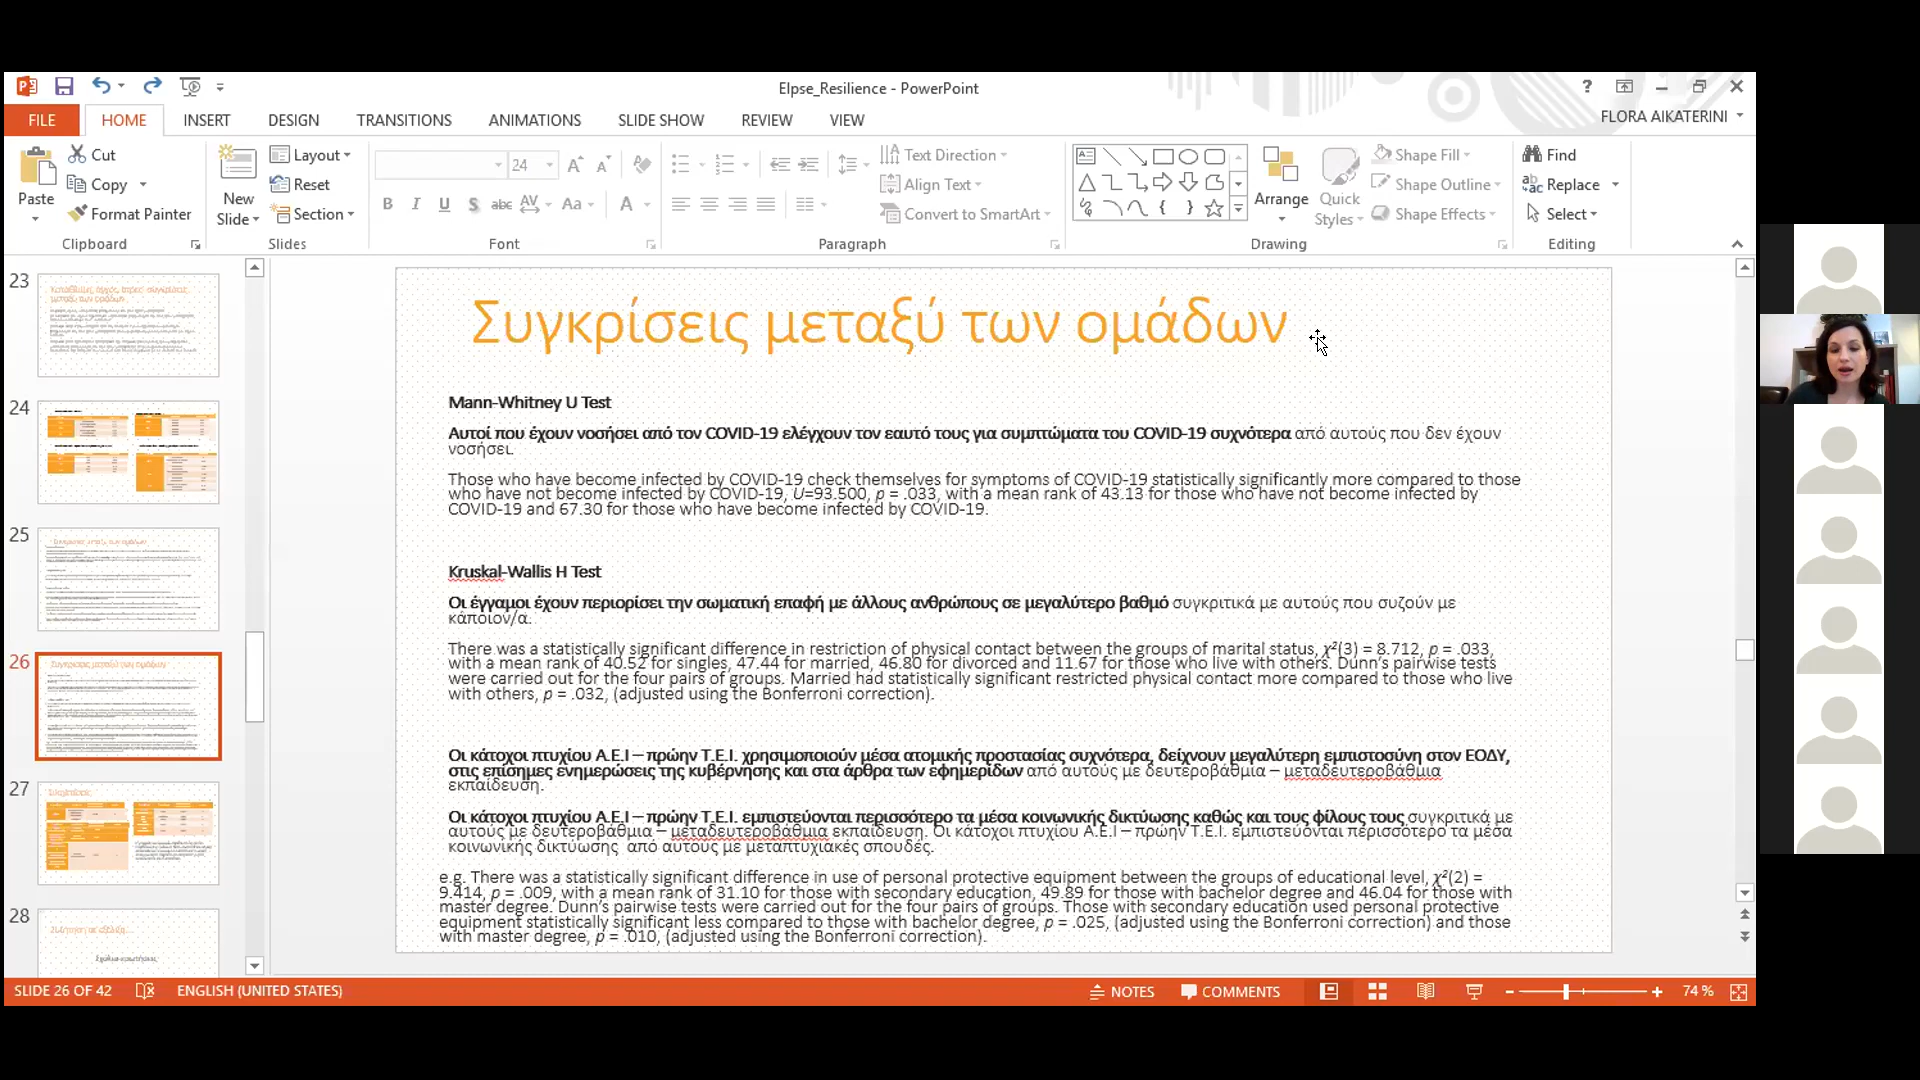 Elpse_Resilience - PowerPoint
?
FLORA AIKATERINI
FILE
HOME
INSERT
DESIGN
TRANSITIONS
ANIMATIONS
SLIDE SHOW
REVIEW
VIEW
Paste
Cut
Copy
Format Painter
Clipboard
New
Slide
Layout
Reset
Section
Slides
24
B I U S abc AV Aa A
Font
Text Direction
Align Text
Convert to SmartArt
Paragraph
Arrange
Quick
Styles
Shape Fill
Shape Outline
Shape Effects
Drawing
Find
Replace
Select
Editing
23
24
25
26
27
28
Συγκρίσεις μεταξύ των ομάδων
Mann-Whitney U Test
Αυτοί που έχουν νοσήσει από τον COVID-19 ελέγχουν τον εαυτό τους για συμπτώματα του COVID-19 συχνότερα από αυτούς που δεν έχουν
νοσήσει.
Those who have become infected by COVID-19 check themselves for symptoms of COVID-19 statistically significantly more compared to those
who have not become infected by COVID-19, U=93.500, p = .033, with a mean rank of 43.13 for those who have not become infected by
COVID-19 and 67.30 for those who have become infected by COVID-19.
Kruskal-Wallis H Test
Οι έγγαμοι έχουν περιορίσει την σωματική επαφή με άλλους ανθρώπους σε μεγαλύτερο βαθμό συγκριτικά με αυτούς που συζούν με
κάποιον/α.
There was a statistically significant difference in restriction of physical contact between the groups of marital status, χ²(3) = 8.712, p = .033,
with a mean rank of 40.52 for singles, 47.44 for married, 46.80 for divorced and 11.67 for those who live with others. Dunn's pairwise tests
were carried out for the four pairs of groups. Married had statistically significant restricted physical contact more compared to those who live
with others, p = .032, (adjusted using the Bonferroni correction).
Οι κάτοχοι πτυχίου Α.Ε.Ι – πρώην Τ.Ε.Ι. χρησιμοποιούν μέσα ατομικής προστασίας συχνότερα, δείχνουν μεγαλύτερη εμπιστοσύνη στον ΕΟΔΥ,
στις επίσημες ενημερώσεις της κυβέρνησης και στα άρθρα των εφημερίδων από αυτούς με δευτεροβάθμια – μεταδευτεροβάθμια
εκπαίδευση.
Οι κάτοχοι πτυχίου Α.Ε.Ι – πρώην Τ.Ε.Ι. εμπιστεύονται περισσότερο τα μέσα κοινωνικής δικτύωσης καθώς και τους φίλους τους συγκριτικά με
αυτούς με δευτεροβάθμια – μεταδευτεροβάθμια εκπαίδευση. Οι κάτοχοι πτυχίου Α.Ε.Ι – πρώην Τ.Ε.Ι. εμπιστεύονται περισσότερο τα μέσα
κοινωνικής δικτύωσης από αυτούς με μεταπτυχιακές σπουδές.
e.g. There was a statistically significant difference in use of personal protective equipment between the groups of educational level, χ²(2) =
9.414, p = .009, with a mean rank of 31.10 for those with secondary education, 49.89 for those with bachelor degree and 46.04 for those with
master degree. Dunn's pairwise tests were carried out for the four pairs of groups. Those with secondary education used personal protective
equipment statistically significant less compared to those with bachelor degree, p = .025, (adjusted using the Bonferroni correction) and those
with master degree, p = .010, (adjusted using the Bonferroni correction).
SLIDE 26 OF 42
ENGLISH (UNITED STATES)
NOTES
COMMENTS
74 %